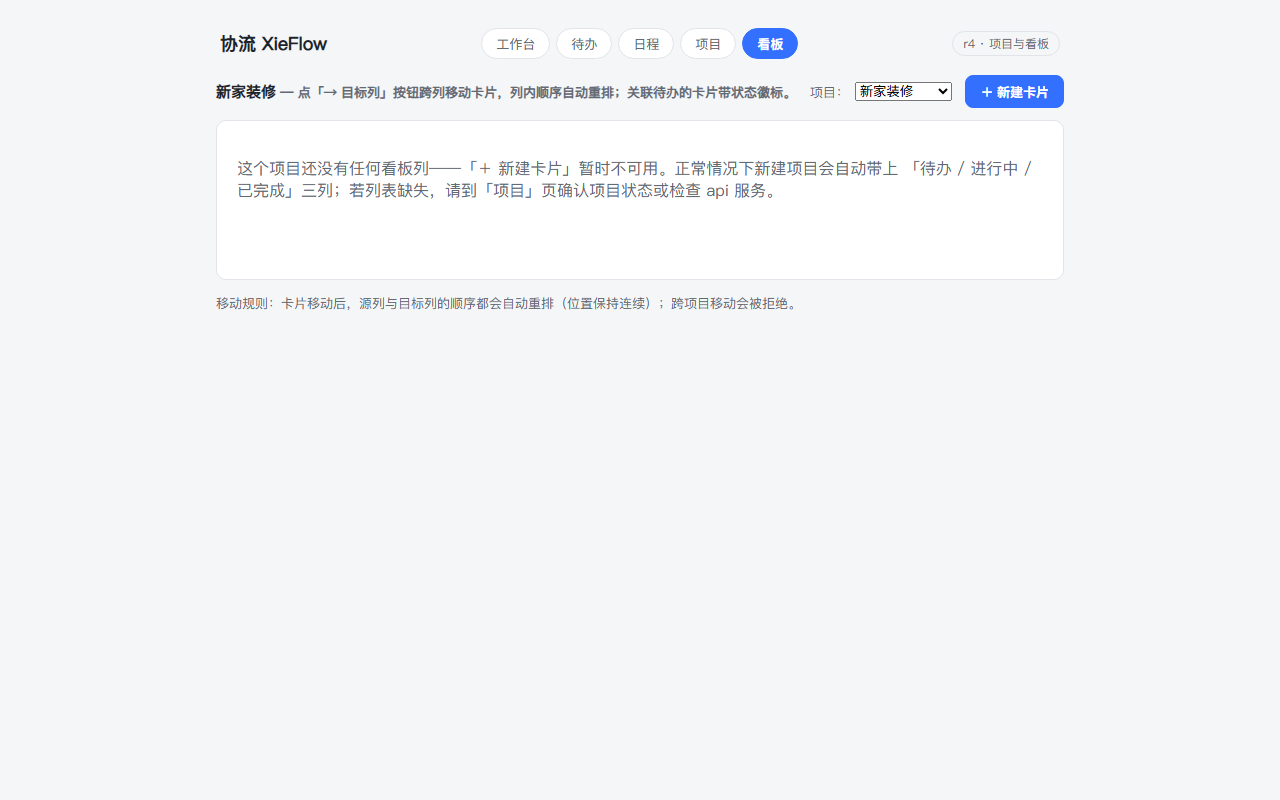 协流 XieFlow
工作台
待办
日程
项目
看板
r4 · 项目与看板
新家装修 — 点「→ 目标列」按钮跨列移动卡片，列内顺序自动重排；关联待办的卡片带状态徽标。
项目：
新家装修
＋ 新建卡片
这个项目还没有任何看板列——「＋ 新建卡片」暂时不可用。正常情况下新建项目会自动带上 「待办 / 进行中 /
已完成」三列；若列表缺失，请到「项目」页确认项目状态或检查 api 服务。
移动规则：卡片移动后，源列与目标列的顺序都会自动重排（位置保持连续）；跨项目移动会被拒绝。